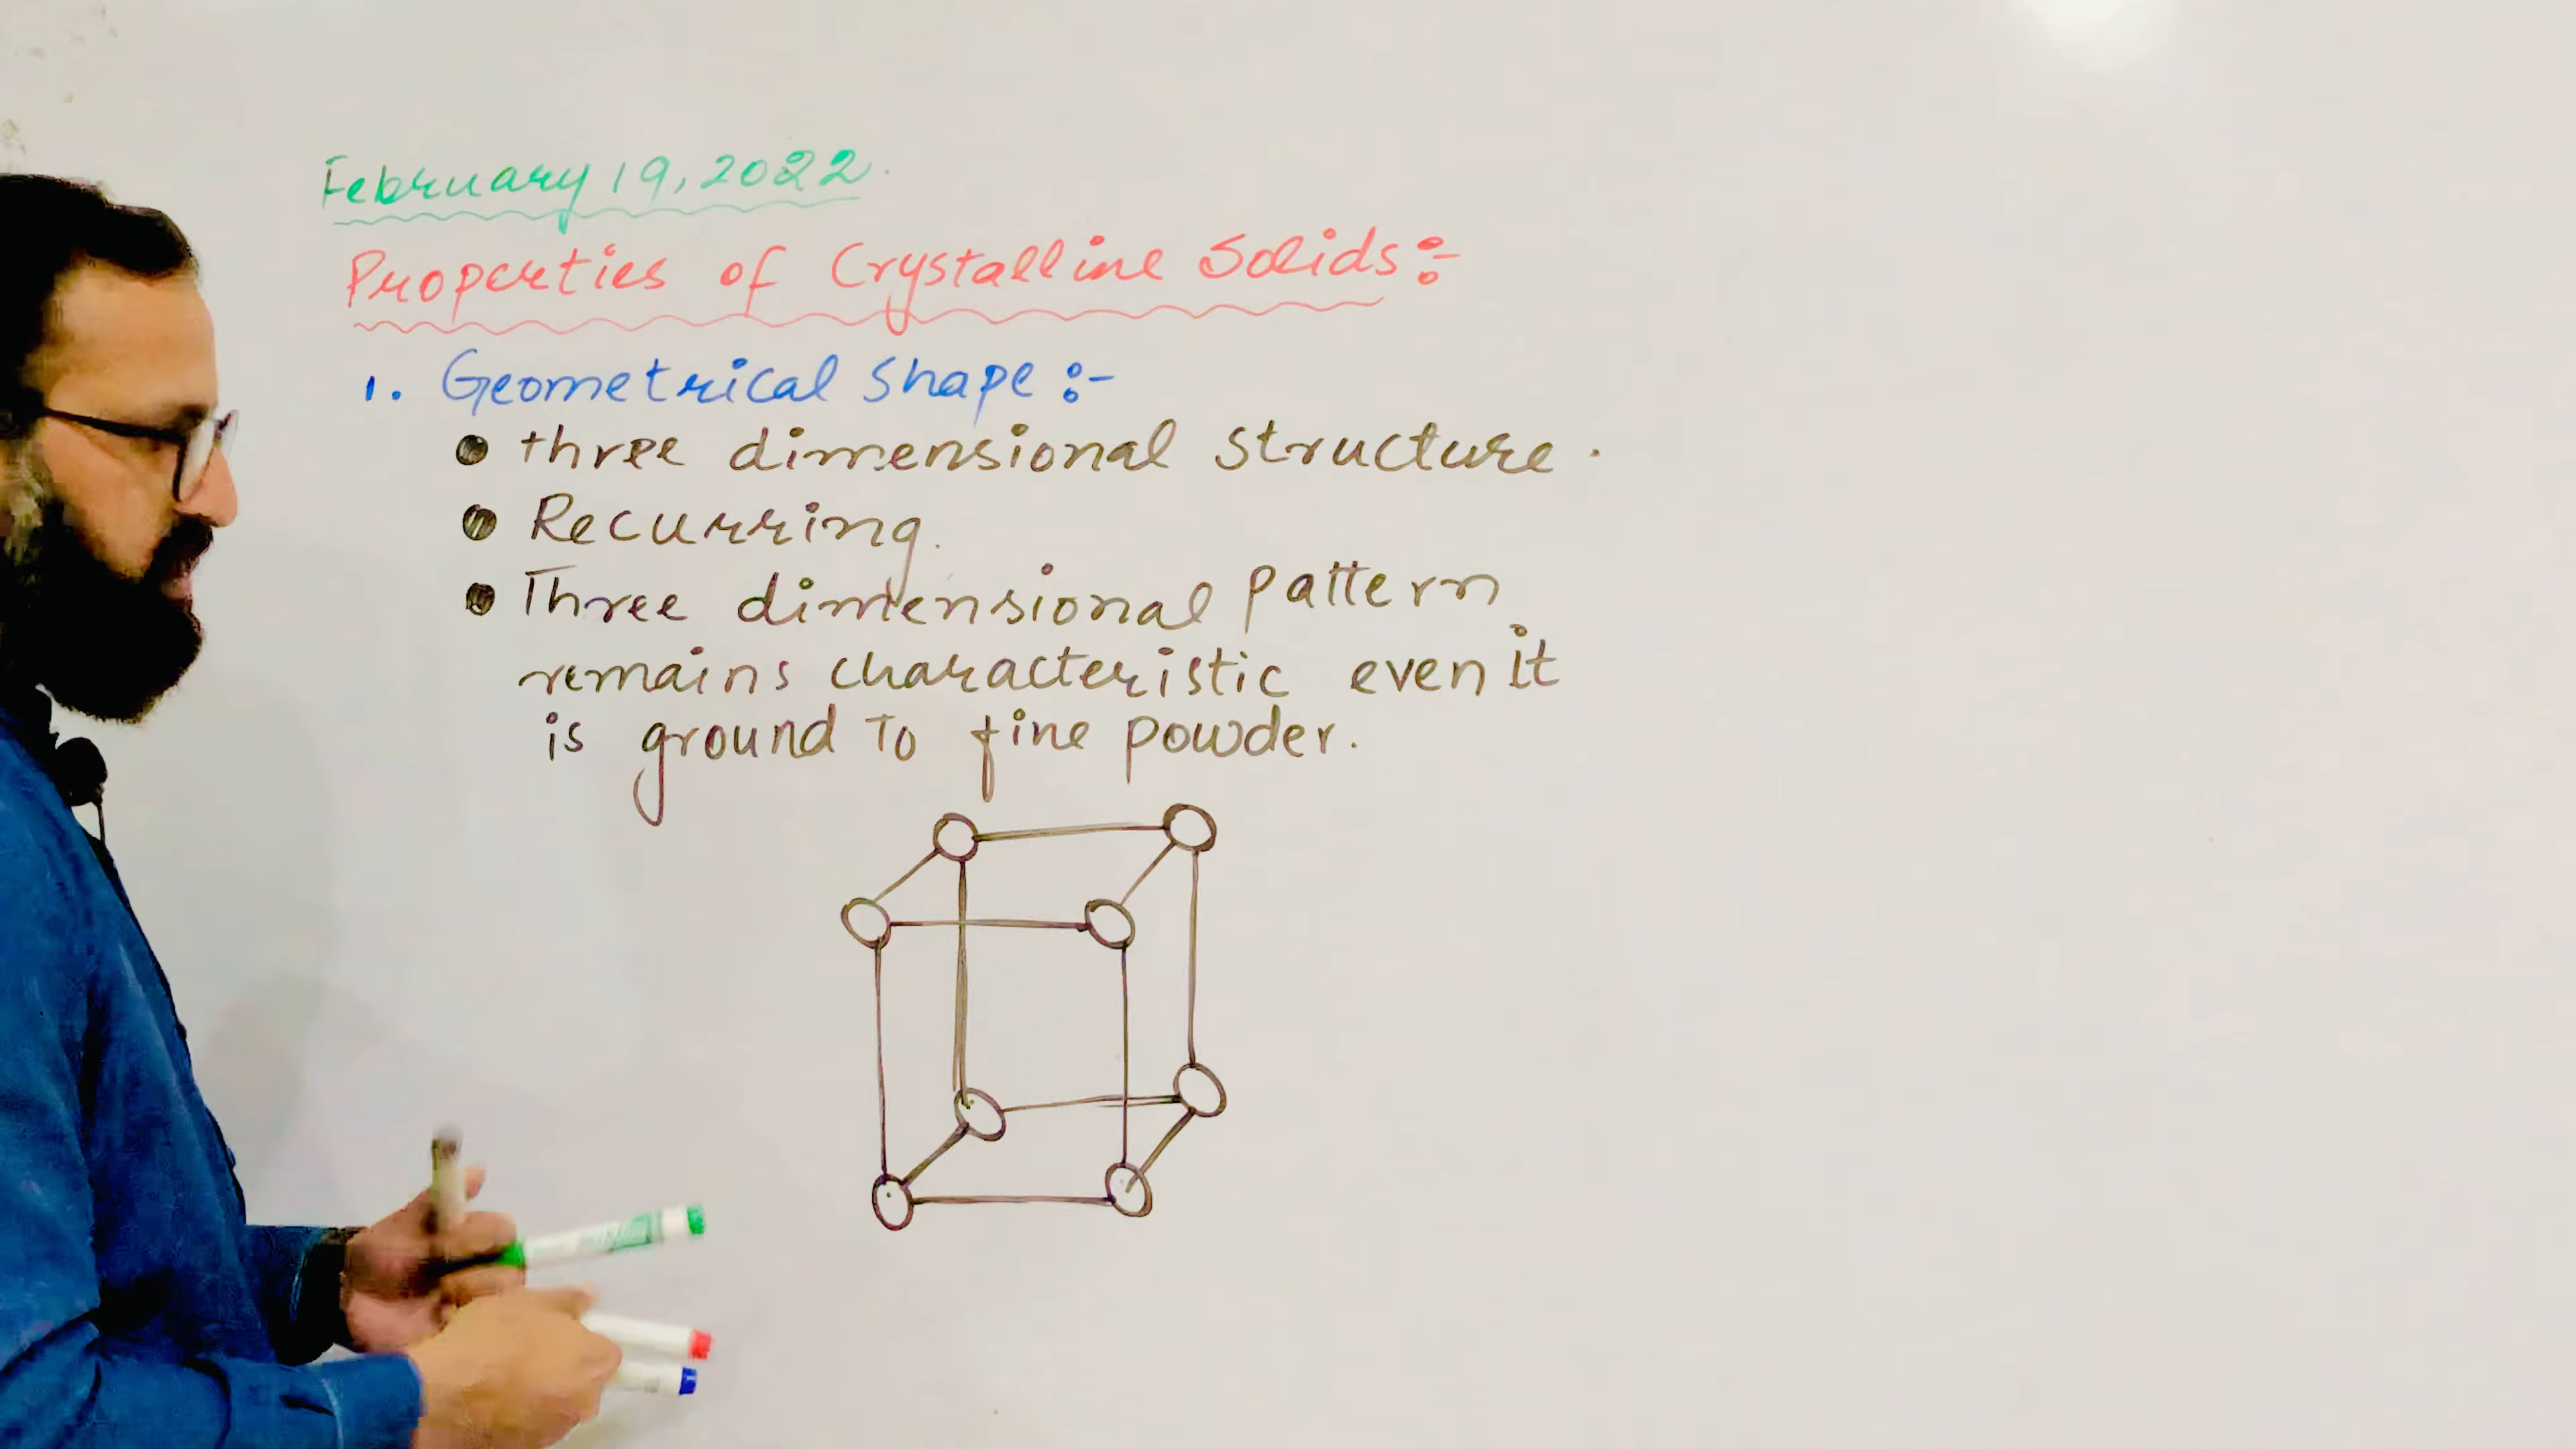 February 19, 2022.
Properties of Crystalline Solids:-
1. Geometrical Shape :-
● three dimensional structure.
● Recurring.
● Three dimensional pattern
remains characteristic even it
is ground To fine powder.